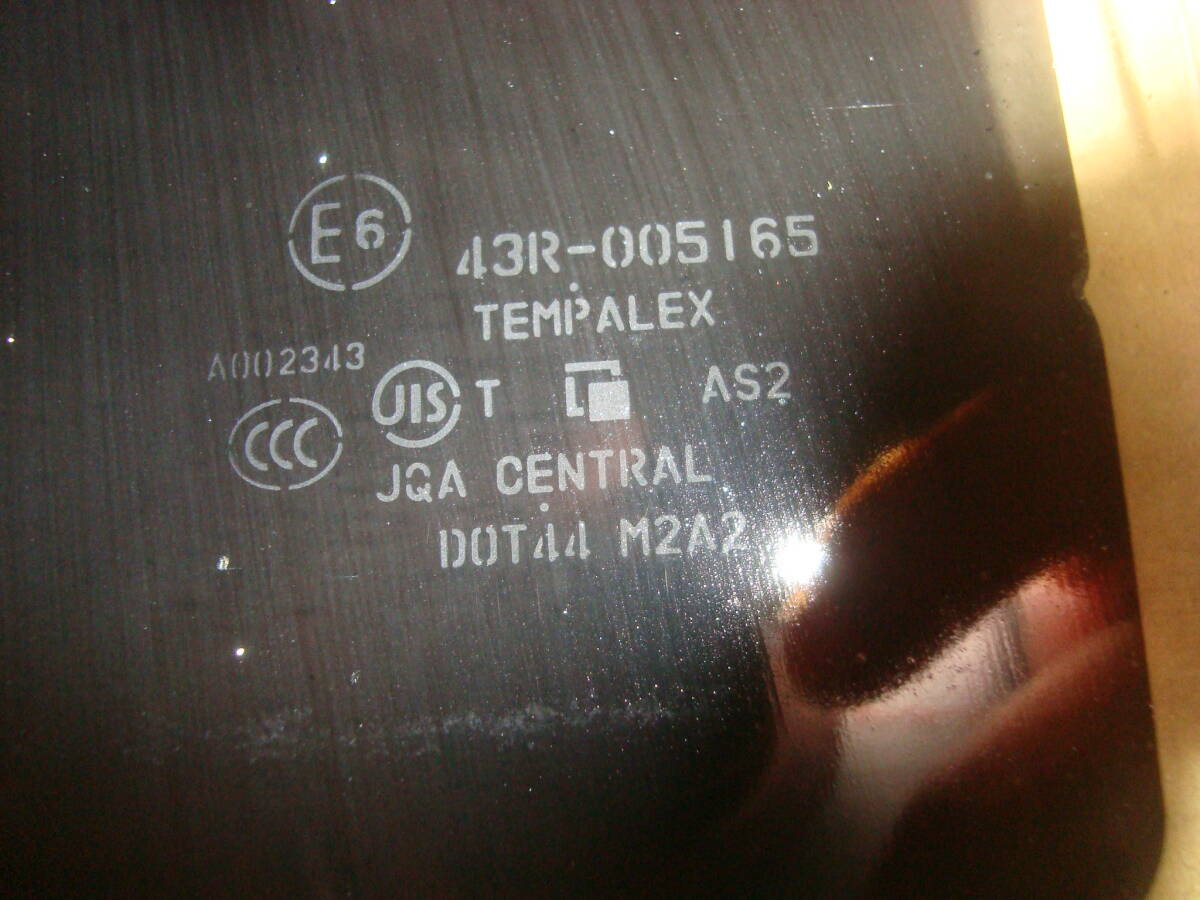 E6 43R-005165
TEMPALEX
A002343
CCC JIS T AS2
JQA CENTRAL
DOT44 M2A2